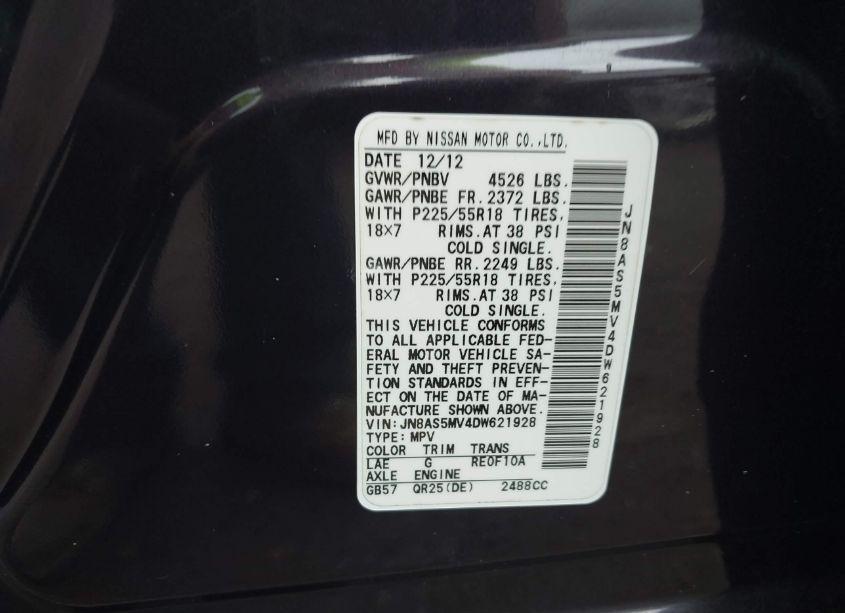 MFD BY NISSAN MOTOR CO.,LTD.
DATE 12/12
GVWR/PNBV 4526 LBS.
GAWR/PNBE FR.2372 LBS.
WITH P225/55R18 TIRES,
18×7 RIMS.AT 38 PSI
COLD SINGLE.
GAWR/PNBE RR.2249 LBS.
WITH P225/55R18 TIRES,
18×7 RIMS.AT 38 PSI
COLD SINGLE.
THIS VEHICLE CONFORMS
TO ALL APPLICABLE FED-
ERAL MOTOR VEHICLE SA-
FETY AND THEFT PREVEN-
TION STANDARDS IN EFF-
ECT ON THE DATE OF MA-
NUFACTURE SHOWN ABOVE.
VIN: JN8AS5MV4DW621928
TYPE: MPV
COLOR TRIM TRANS
LAE G RE0F10A
AXLE ENGINE
GB57 QR25(DE) 2488CC
JN8AS5MV4DW621928